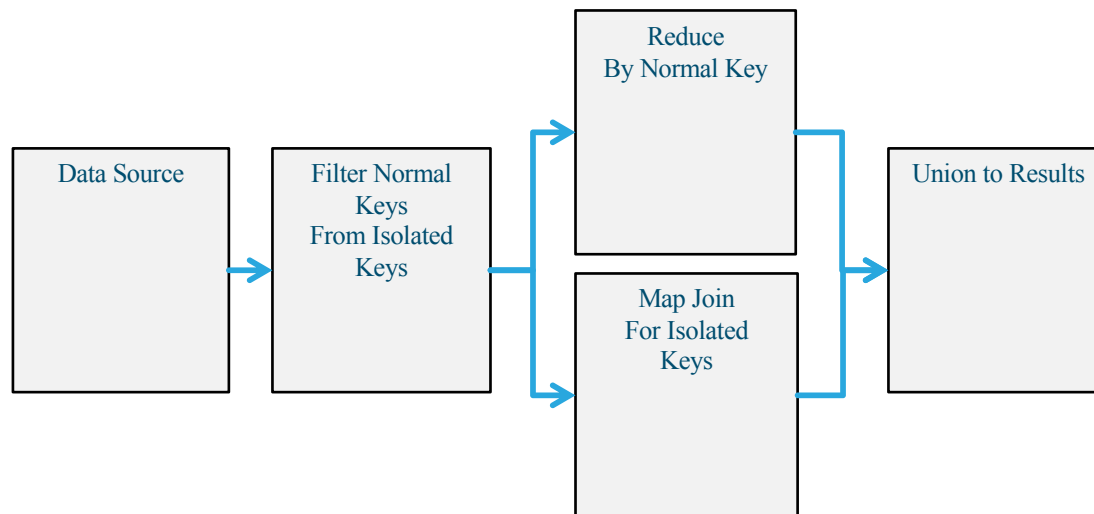 Data Source
Filter Normal
Keys
From Isolated
Keys
Reduce
By Normal Key
Map Join
For Isolated
Keys
Union to Results